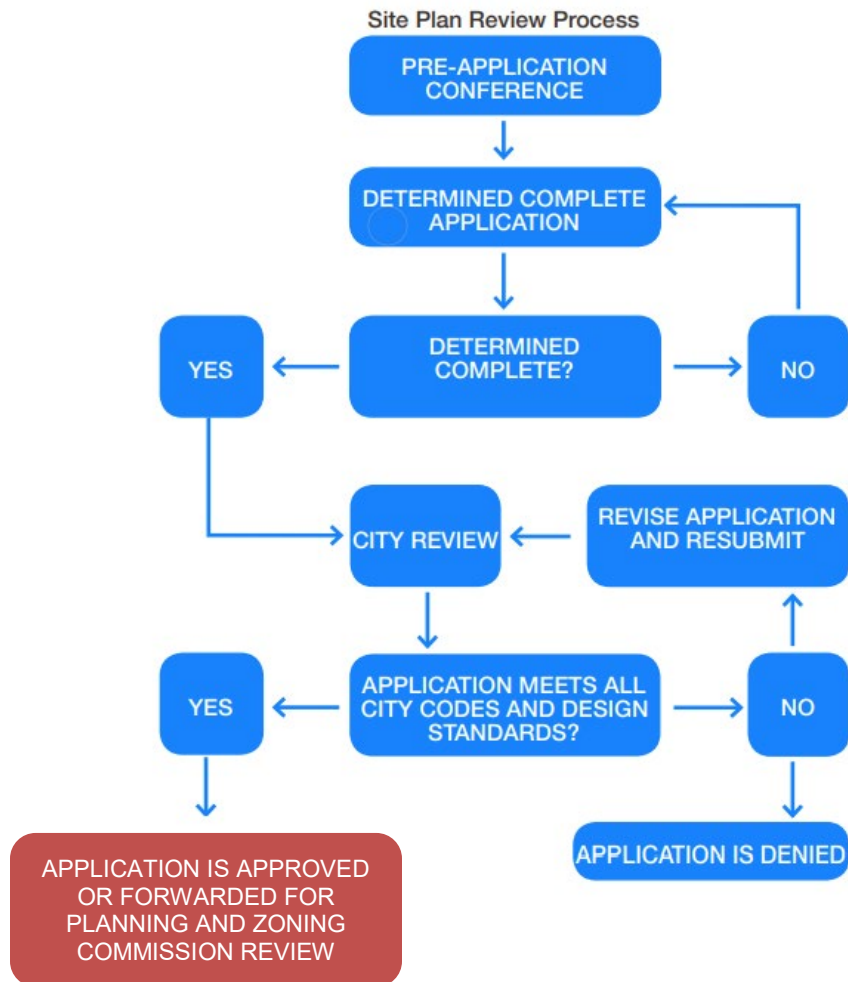 Site Plan Review Process
PRE-APPLICATION
CONFERENCE
DETERMINED COMPLETE
APPLICATION
YES
DETERMINED
COMPLETE?
NO
CITY REVIEW
REVISE APPLICATION
AND RESUBMIT
YES
APPLICATION MEETS ALL
CITY CODES AND DESIGN
STANDARDS?
NO
APPLICATION IS APPROVED
OR FORWARDED FOR
PLANNING AND ZONING
COMMISSION REVIEW
APPLICATION IS DENIED